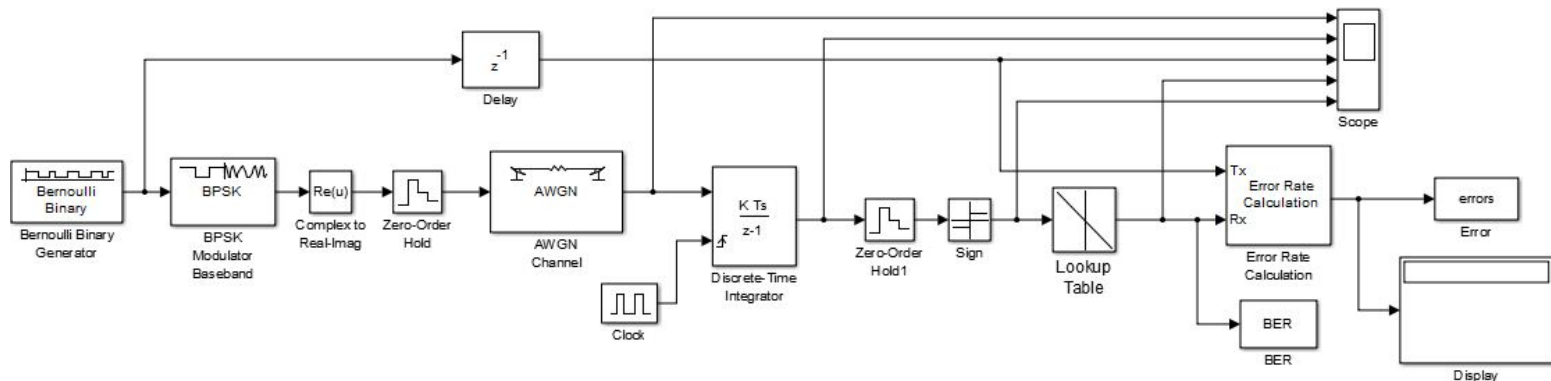 -1
z
Delay
Scope
Bernoulli
Binary
Bernoulli Binary
Generator
BPSK
BPSK
Modulator
Baseband
Re(u)
Complex to
Real-Imag
Zero-Order
Hold
AWGN
AWGN
Channel
K Ts
z-1
Discrete-Time
Integrator
Clock
Zero-Order
Hold1
Sign
Lookup
Table
Tx
Rx
Error Rate
Calculation
Error Rate
Calculation
errors
Error
BER
BER
Display